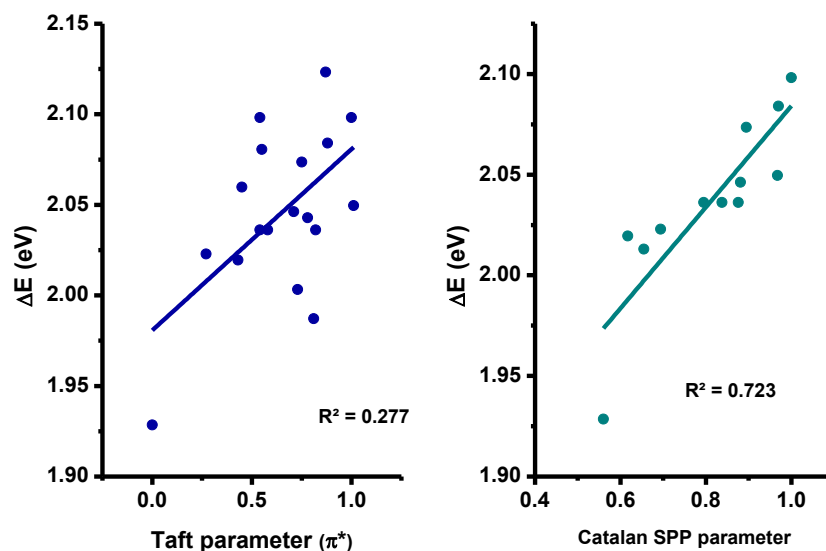 2.15
2.10
2.05
2.00
1.95
1.90
ΔE (eV)
R² = 0.277
0.0 0.5 1.0
Taft parameter (π*)
2.10
2.05
2.00
1.95
1.90
ΔE (eV)
R² = 0.723
0.4 0.6 0.8 1.0
Catalan SPP parameter